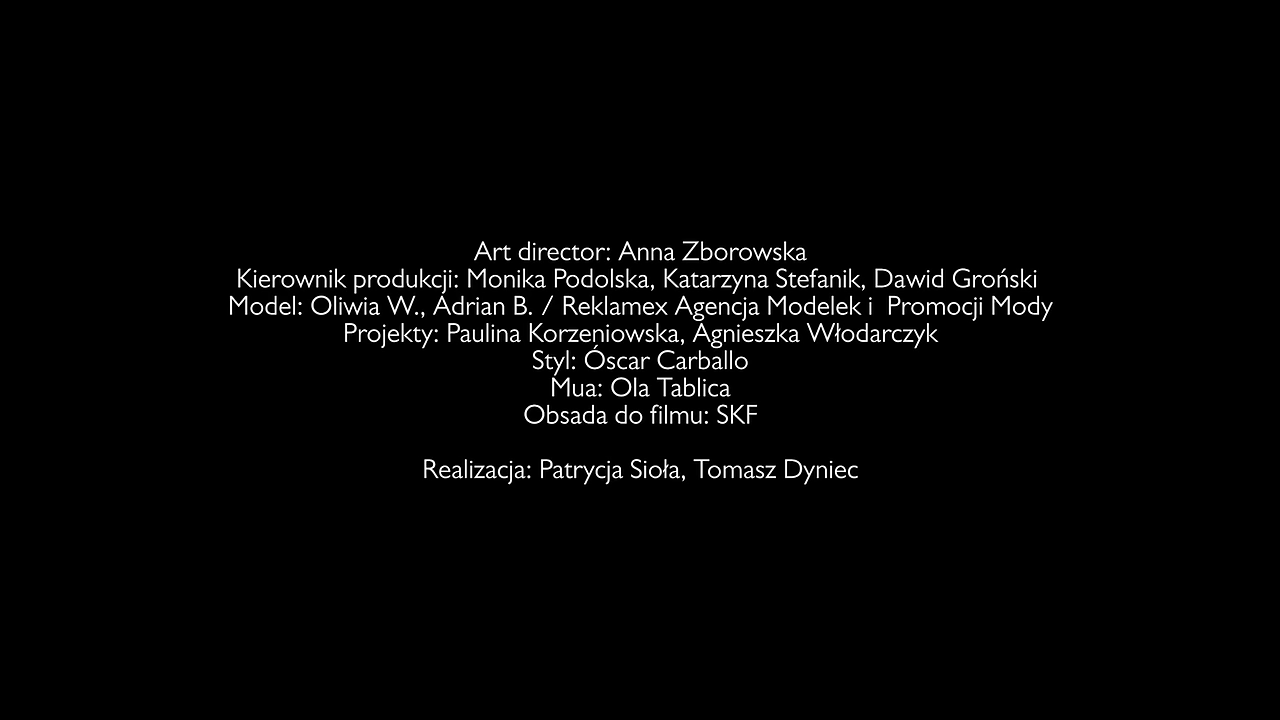 Art director: Anna Zborowska
Kierownik produkcji: Monika Podolska, Katarzyna Stefanik, Dawid Groński
Model: Oliwia W., Adrian B. / Reklamex Agencja Modelek i  Promocji Mody
Projekty: Paulina Korzeniowska, Agnieszka Włodarczyk
Styl: Óscar Carballo
Mua: Ola Tablica
Obsada do filmu: SKF
Realizacja: Patrycja Sioła, Tomasz Dyniec